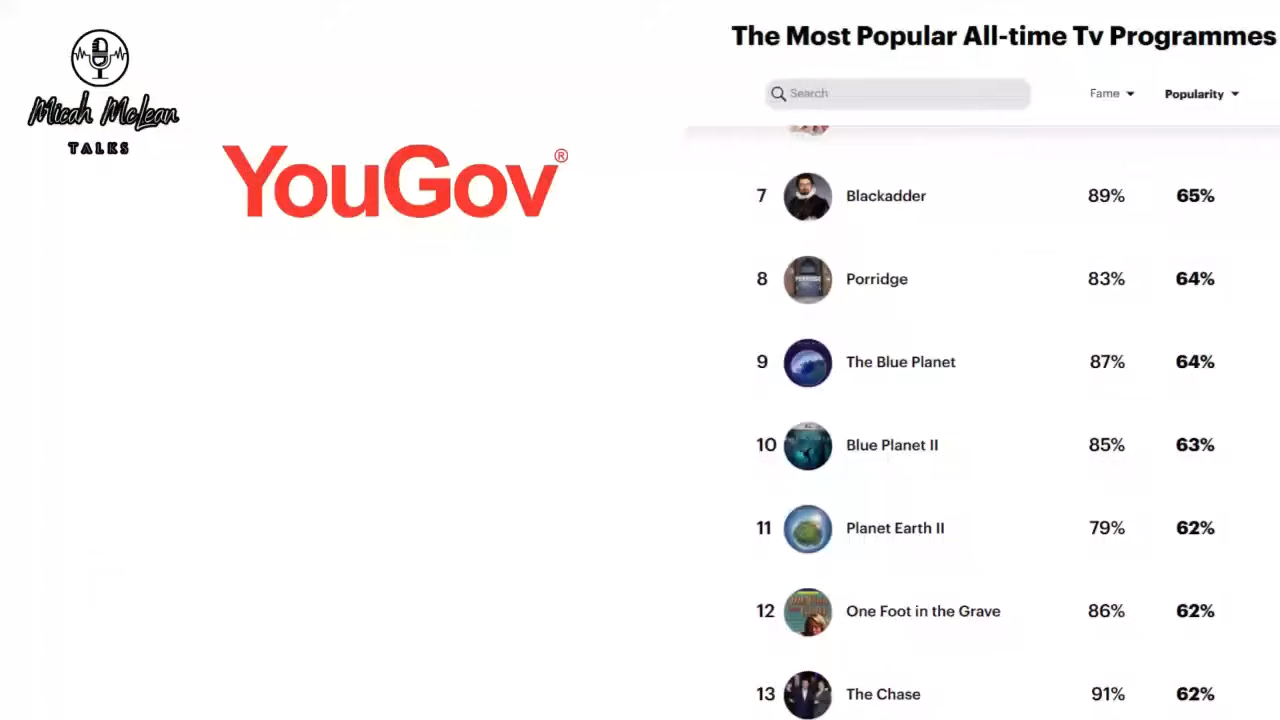 Micah McLean
TALKS
YouGov®
The Most Popular All-time Tv Programmes
Search
Fame
Popularity
7 Blackadder 89% 65%
8 Porridge 83% 64%
9 The Blue Planet 87% 64%
10 Blue Planet II 85% 63%
11 Planet Earth II 79% 62%
12 One Foot in the Grave 86% 62%
13 The Chase 91% 62%